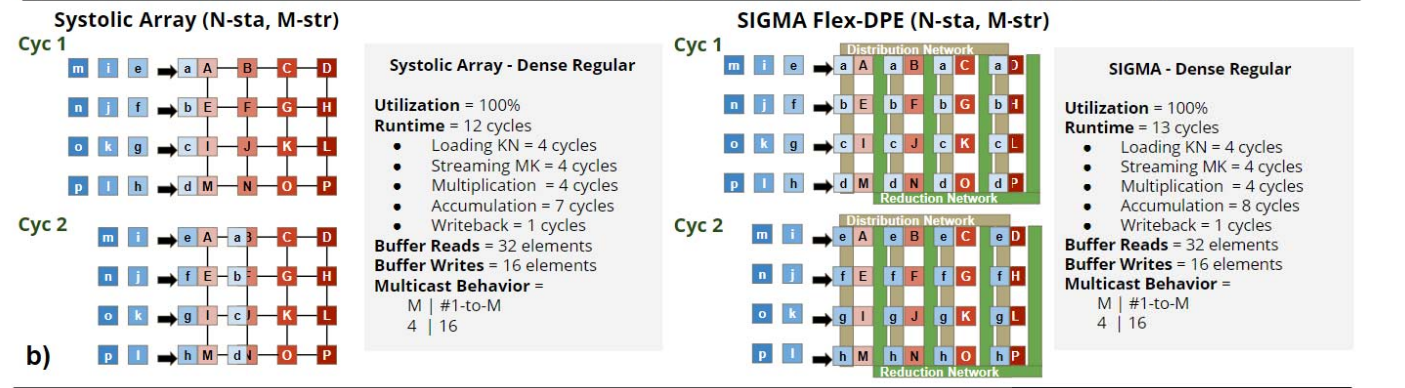 Systolic Array (N-sta, M-str)
Cyc 1
m i e a A B C D
n j f b E F G H
o k g c I J K L
p l h d M N O P
Cyc 2
m i e A a B C D
n j f E b F G H
o k g I c J K L
p l h M d N O P
b)
Systolic Array - Dense Regular
Utilization = 100%
Runtime = 12 cycles
● Loading KN = 4 cycles
● Streaming MK = 4 cycles
● Multiplication = 4 cycles
● Accumulation = 7 cycles
● Writeback = 1 cycles
Buffer Reads = 32 elements
Buffer Writes = 16 elements
Multicast Behavior =
M | #1-to-M
4 | 16
SIGMA Flex-DPE (N-sta, M-str)
Cyc 1
Distribution Network
m i e a A a B a C a D
n j f b E b F b G b H
o k g c I c J c K c L
p l h d M d N d O d P
Reduction Network
Cyc 2
Distribution Network
m i e A e B e C e D
n j f E f F f G f H
o k g I g J g K g L
p l h M h N h O h P
Reduction Network
SIGMA - Dense Regular
Utilization = 100%
Runtime = 13 cycles
● Loading KN = 4 cycles
● Streaming MK = 4 cycles
● Multiplication = 4 cycles
● Accumulation = 8 cycles
● Writeback = 1 cycles
Buffer Reads = 32 elements
Buffer Writes = 16 elements
Multicast Behavior =
M | #1-to-M
4 | 16